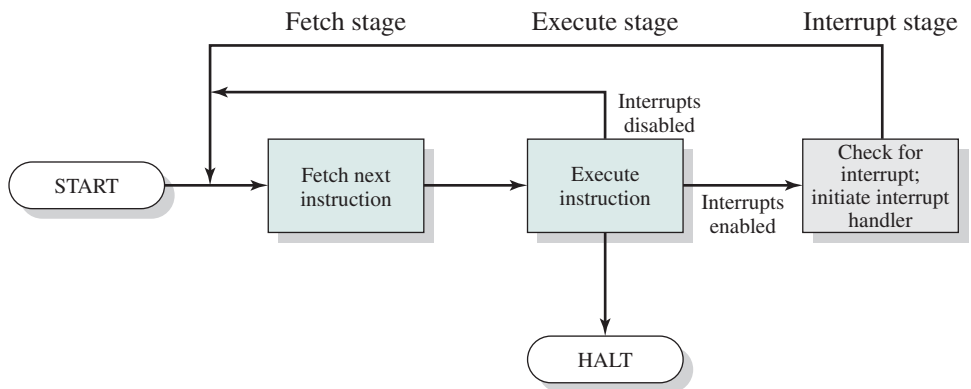 Fetch stage
Execute stage
Interrupt stage
Interrupts
disabled
START
Fetch next
instruction
Execute
instruction
Interrupts
enabled
Check for
interrupt;
initiate interrupt
handler
HALT